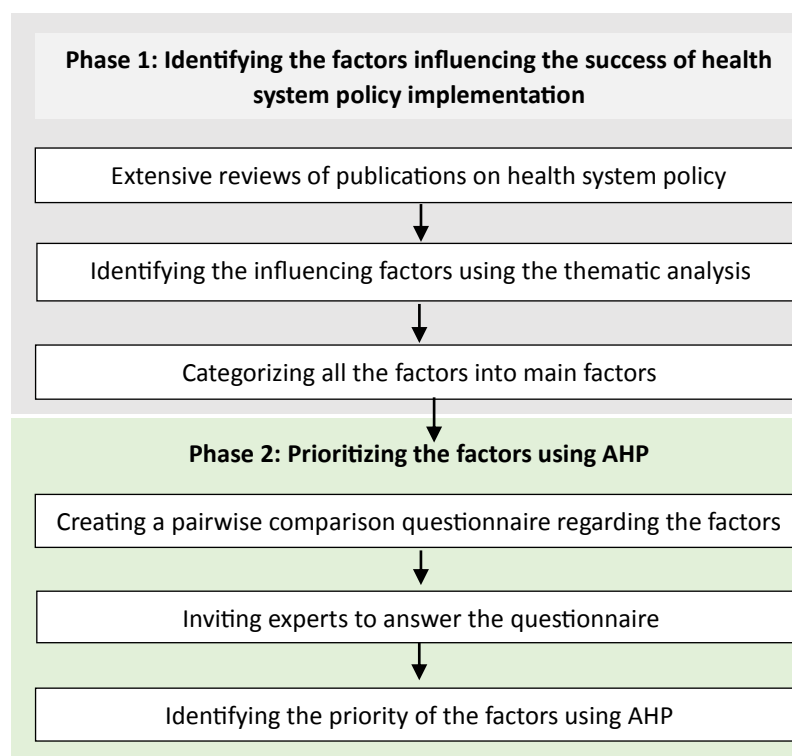 Phase 1: Identifying the factors influencing the success of health
system policy implementation
Extensive reviews of publications on health system policy
Identifying the influencing factors using the thematic analysis
Categorizing all the factors into main factors
Phase 2: Prioritizing the factors using AHP
Creating a pairwise comparison questionnaire regarding the factors
Inviting experts to answer the questionnaire
Identifying the priority of the factors using AHP